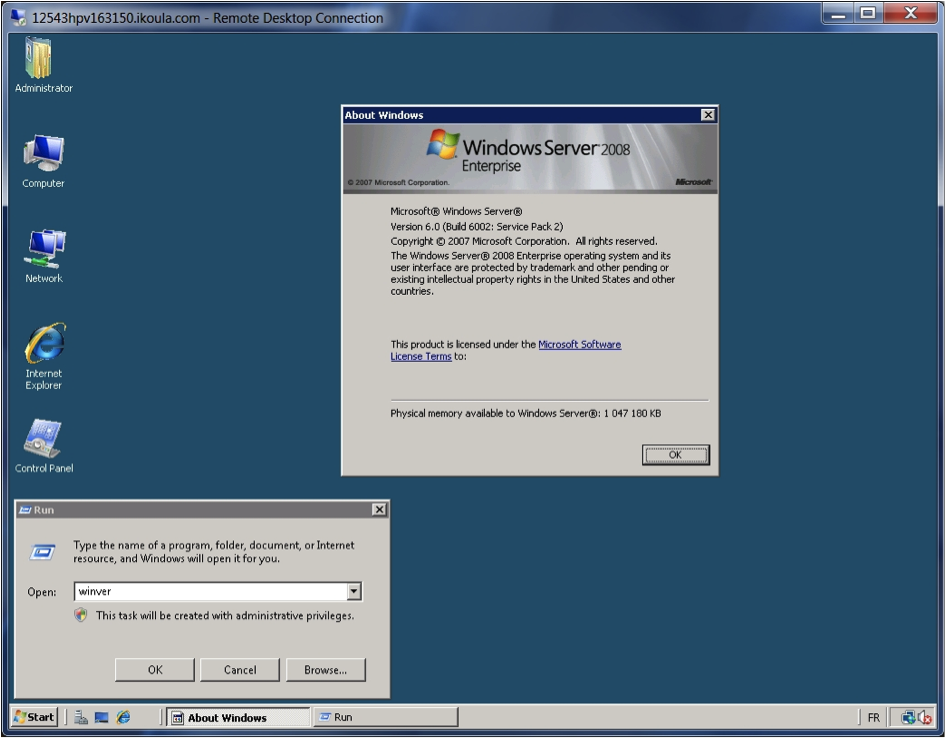 12543hpv163150.ikoula.com - Remote Desktop Connection
Administrator
Computer
Network
Internet
Explorer
Control Panel
About Windows
Windows Server 2008
Enterprise
© 2007 Microsoft Corporation.
Microsoft
Microsoft® Windows Server®
Version 6.0 (Build 6002: Service Pack 2)
Copyright © 2007 Microsoft Corporation. All rights reserved.
The Windows Server® 2008 Enterprise operating system and its
user interface are protected by trademark and other pending or
existing intellectual property rights in the United States and other
countries.
This product is licensed under the Microsoft Software
License Terms to:
Physical memory available to Windows Server®: 1 047 180 KB
OK
Run
Type the name of a program, folder, document, or Internet
resource, and Windows will open it for you.
Open: winver
This task will be created with administrative privileges.
OK Cancel Browse...
Start About Windows Run FR